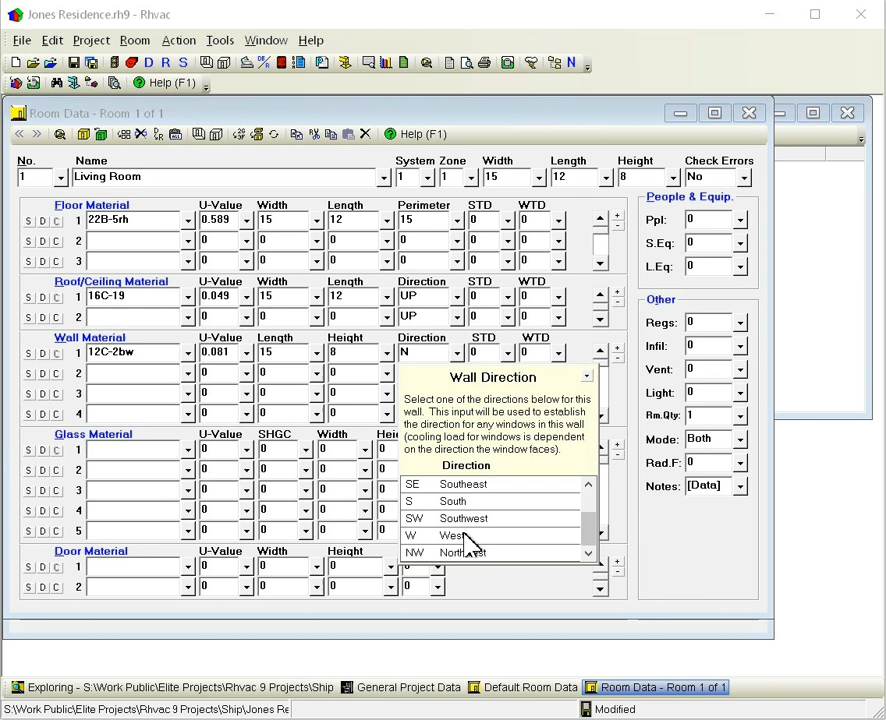 Jones Residence.rh9 - Rhvac
File Edit Project Room Action Tools Window Help
D R S N
Help (F1)
Room Data - Room 1 of 1
Help (F1)
No. Name System Zone Width Length Height Check Errors
1 Living Room 1 1 15 12 8 No
Floor Material U-Value Width Length Perimeter STD WTD
S D C 1 22B-5rh 0.589 15 12 15 0 0
S D C 2 0 0 0 0 0 0
S D C 3 0 0 0 0 0 0
Roof/Ceiling Material U-Value Width Length Direction STD WTD
S D C 1 16C-19 0.049 15 12 UP 0 0
S D C 2 0 0 0 UP 0 0
Wall Material U-Value Length Height Direction STD WTD
S D C 1 12C-2bw 0.081 15 8 N 0 0
S D C 2 0 0 0
S D C 3 0 0 0
S D C 4 0 0 0
Glass Material U-Value SHGC Width Hei
S D C 1 0 0 0 0
S D C 2 0 0 0 0
S D C 3 0 0 0 0
S D C 4 0 0 0 0
S D C 5 0 0 0 0
Door Material U-Value Width Height
S D C 1 0 0 0 0
S D C 2 0 0 0 0
Wall Direction
Select one of the directions below for this
wall. This input will be used to establish
the direction for any windows in this wall
(cooling load for windows is dependent
on the direction the window faces).
Direction
SE Southeast
S South
SW Southwest
W West
NW Northwest
People & Equip.
Ppl: 0
S.Eq: 0
L.Eq: 0
Other
Regs: 0
Infil: 0
Vent: 0
Light: 0
Rm.Qty: 1
Mode: Both
Rad.F: 0
Notes: [Data]
Exploring - S:\Work Public\Elite Projects\Rhvac 9 Projects\Ship General Project Data Default Room Data Room Data - Room 1 of 1
S:\Work Public\Elite Projects\Rhvac 9 Projects\Ship\Jones Re Modified